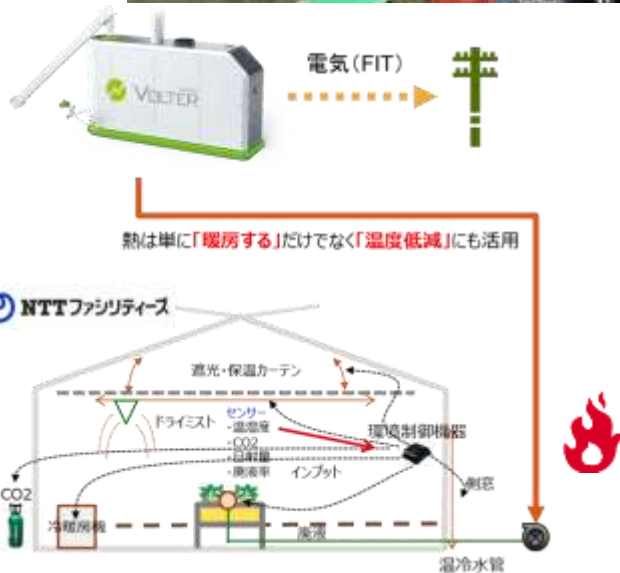 電気(FIT)
VOLTER
熱は単に「暖房する」だけでなく「温度低減」にも活用
NTTファシリティーズ
遮光・保温カーテン
ドライミスト
センサー
・温湿度
・CO2
・日射量
・廃液率
環境制御機器
インプット
側窓
CO2
冷暖房機
廃液
温冷水管